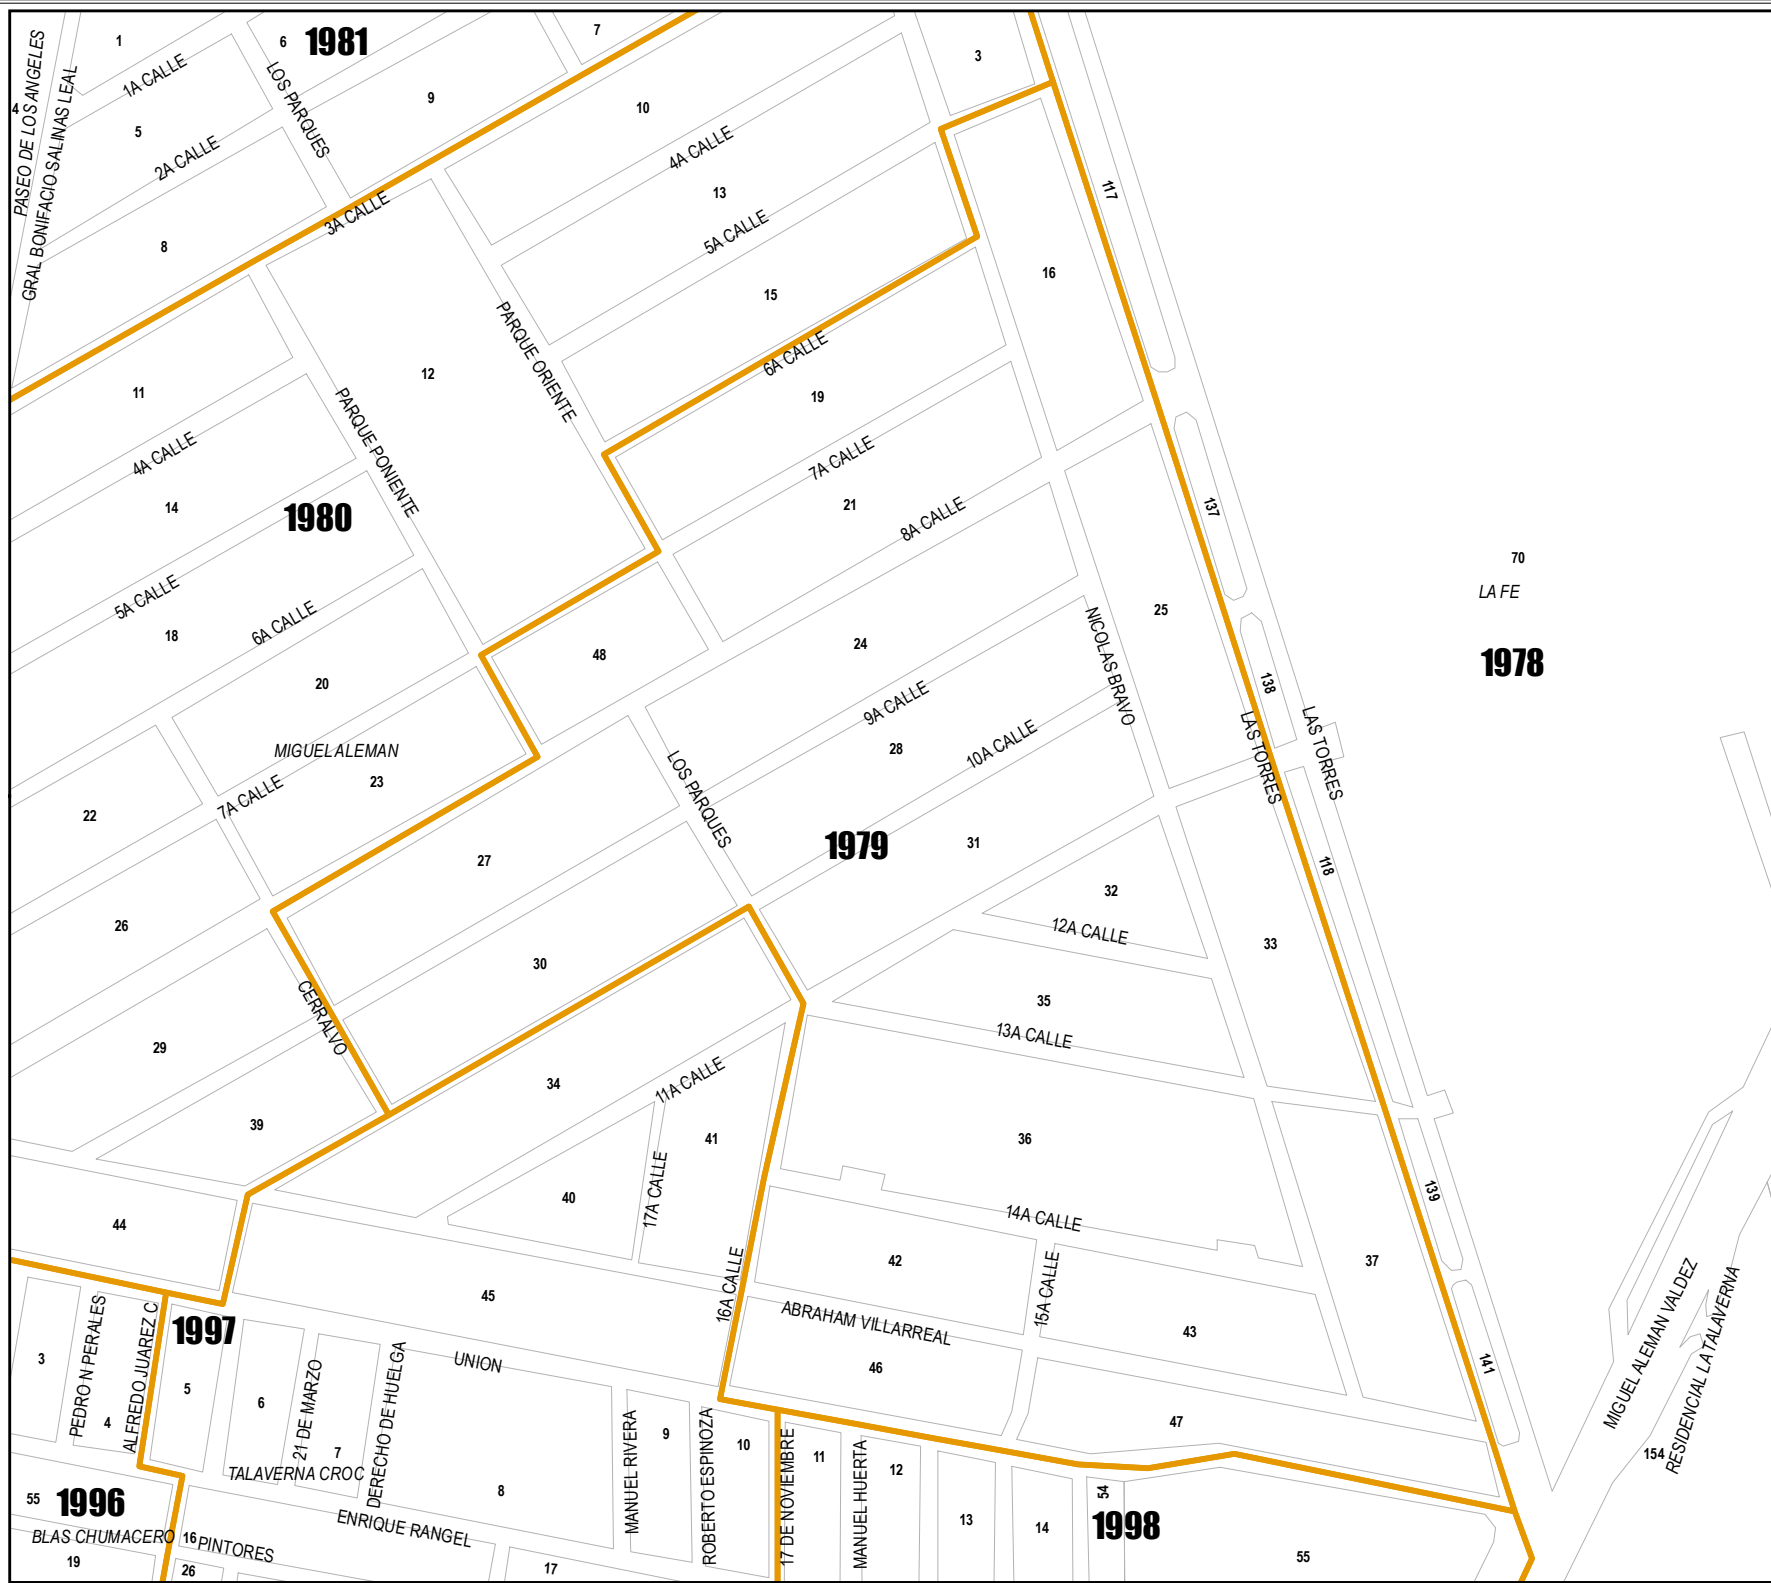 1
6
1981
7
3
PASEO DE LOS ANGELES
GRAL BONIFACIO SALINAS LEAL
4
1A CALLE
LOS PARQUES
9
10
5
2A CALLE
4A CALLE
13
117
8
3A CALLE
5A CALLE
15
16
PARQUE ORIENTE
6A CALLE
12
11
PARQUE PONIENTE
19
4A CALLE
7A CALLE
14
1980
21
8A CALLE
137
70
LA FE
5A CALLE
18
6A CALLE
48
24
NICOLAS BRAVO
25
1978
20
9A CALLE
138
MIGUEL ALEMAN
23
28
10A CALLE
LAS TORRES
LAS TORRES
22
7A CALLE
LOS PARQUES
27
1979
31
118
26
32
12A CALLE
33
30
CERRALVO
35
13A CALLE
29
34
11A CALLE
39
41
36
17A CALLE
40
139
44
14A CALLE
42
15A CALLE
37
45
16A CALLE
ABRAHAM VILLARREAL
43
1997
PEDRO N PERALES
ALFREDO JUAREZ C
3
5
6
4
21 DE MARZO
7
DERECHO DE HUELGA
UNION
46
47
141
MIGUEL ALEMAN VALDEZ
RESIDENCIAL LA TALAVERNA
154
TALAVERNA CROC
8
MANUEL RIVERA
9
ROBERTO ESPINOZA
10
17 DE NOVIEMBRE
11
MANUEL HUERTA
12
13
14
54
1998
55
55
1996
BLAS CHUMACERO
16
PINTORES
ENRIQUE RANGEL
19
26
17